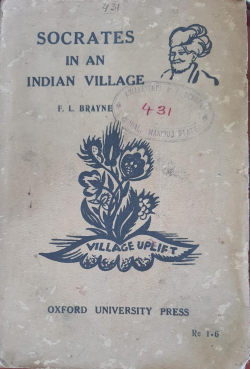 431
SOCRATES
IN AN
INDIAN VILLAGE
F. L. BRAYNE
431
VILLAGE UPLIFT
OXFORD UNIVERSITY PRESS
Re 1-6